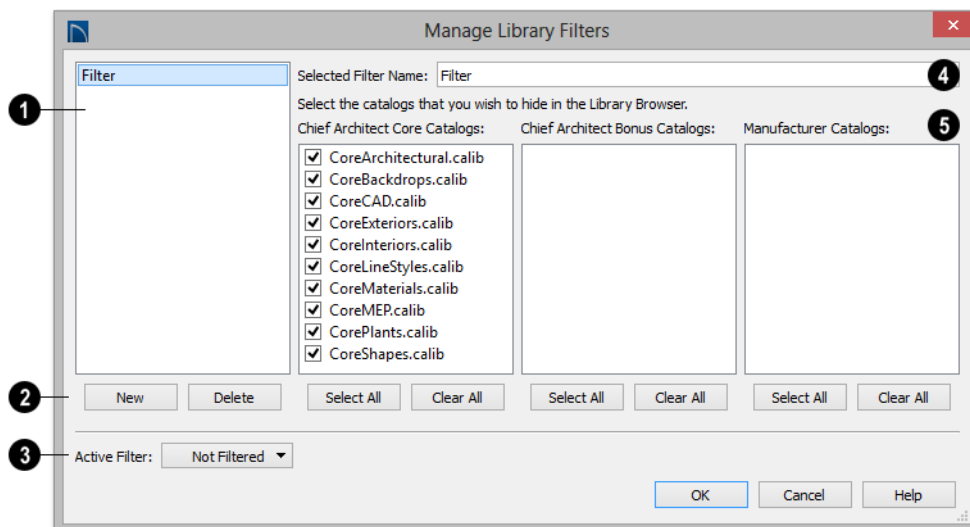 Manage Library Filters
Filter
Selected Filter Name: Filter
4
1
Select the catalogs that you wish to hide in the Library Browser.
Chief Architect Core Catalogs: Chief Architect Bonus Catalogs: Manufacturer Catalogs:
5
CoreArchitectural.calib
CoreBackdrops.calib
CoreCAD.calib
CoreExteriors.calib
CoreInteriors.calib
CoreLineStyles.calib
CoreMaterials.calib
CoreMEP.calib
CorePlants.calib
CoreShapes.calib
2
New Delete Select All Clear All Select All Clear All Select All Clear All
3
Active Filter: Not Filtered
OK Cancel Help